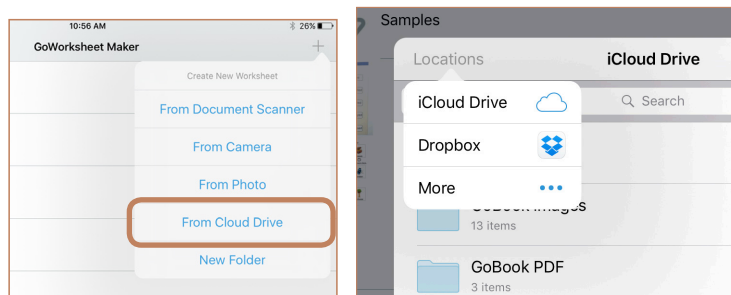 10:56 AM
26%
GoWorksheet Maker
Create New Worksheet
From Document Scanner
From Camera
From Photo
From Cloud Drive
New Folder
Samples
Locations
iCloud Drive
iCloud Drive
Search
Dropbox
More
GoBook Images
13 items
GoBook PDF
3 items